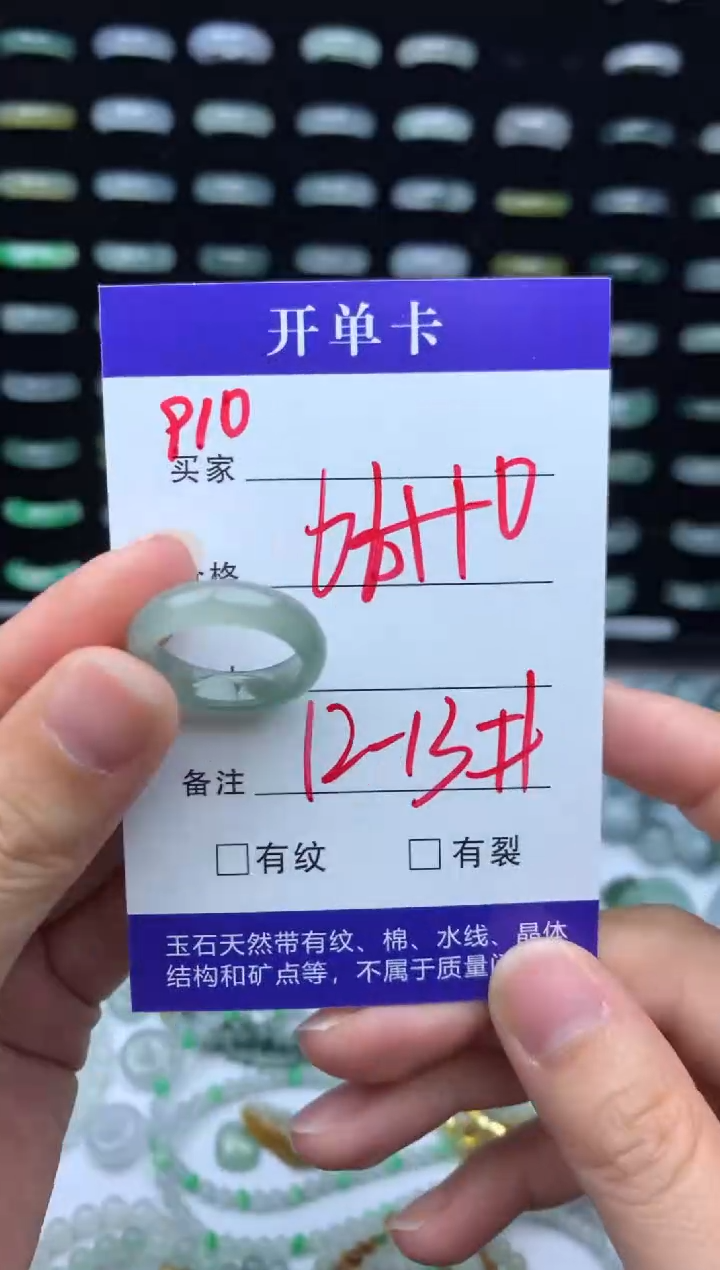 开单卡
P10
买家
格
12-13#
备注
□有纹 □有裂
玉石天然带有纹、棉、水线、晶体
结构和矿点等，不属于质量